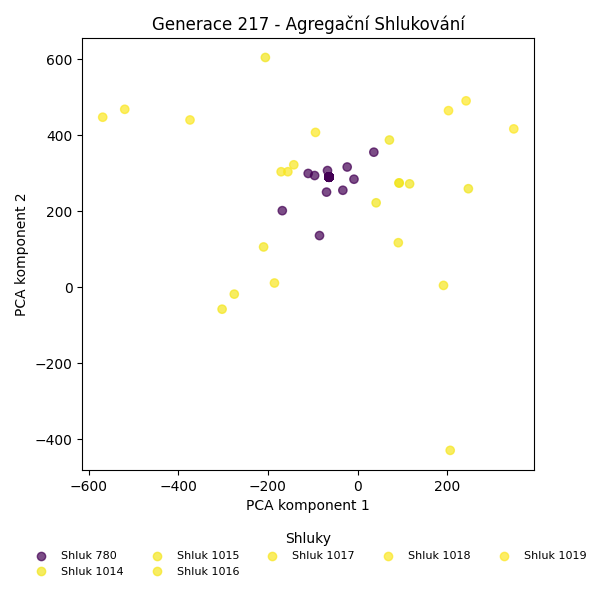 Generace 217 - Agregační Shlukování
600
400
200
0
−200
−400
PCA komponent 2
−600 −400 −200 0 200
PCA komponent 1
Shluky
Shluk 780 Shluk 1015 Shluk 1017 Shluk 1018 Shluk 1019
Shluk 1014 Shluk 1016